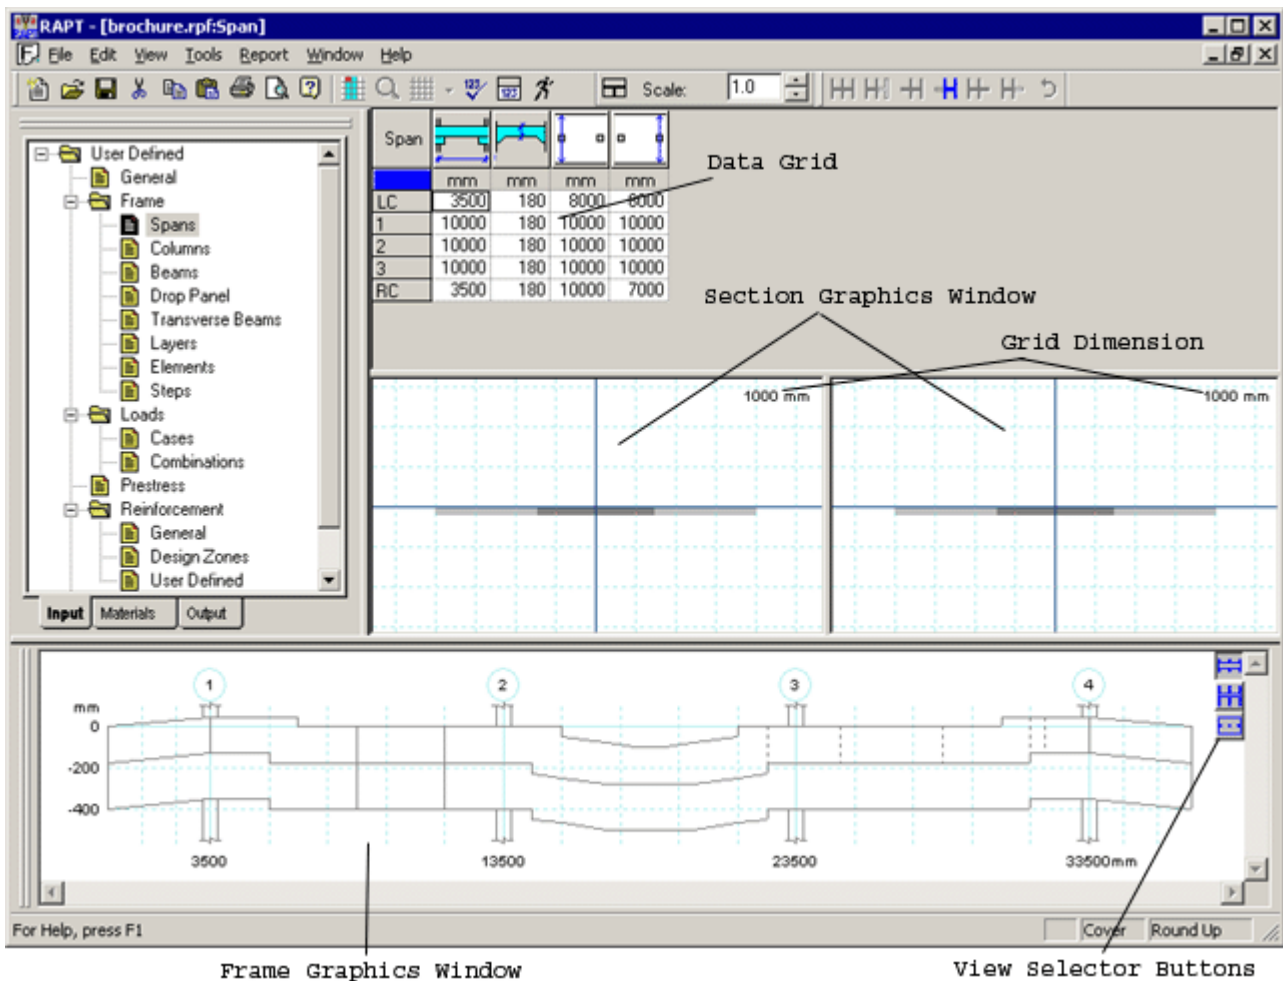 RAPT - [brochure.rpf:Span]
File Edit View Tools Report Window Help
Scale: 1.0
User Defined
General
Frame
Spans
Columns
Beams
Drop Panel
Transverse Beams
Layers
Elements
Steps
Loads
Cases
Combinations
Prestress
Reinforcement
General
Design Zones
User Defined
Input Materials Output
Span
mm mm mm mm
LC 3500 180 8000 8000
1 10000 180 10000 10000
2 10000 180 10000 10000
3 10000 180 10000 10000
RC 3500 180 10000 7000
Data Grid
Section Graphics Window
Grid Dimension
1000 mm 1000 mm
1 2 3 4
mm
0
-200
-400
3500 13500 23500 33500mm
For Help, press F1 Cover Round Up
Frame Graphics Window View Selector Buttons